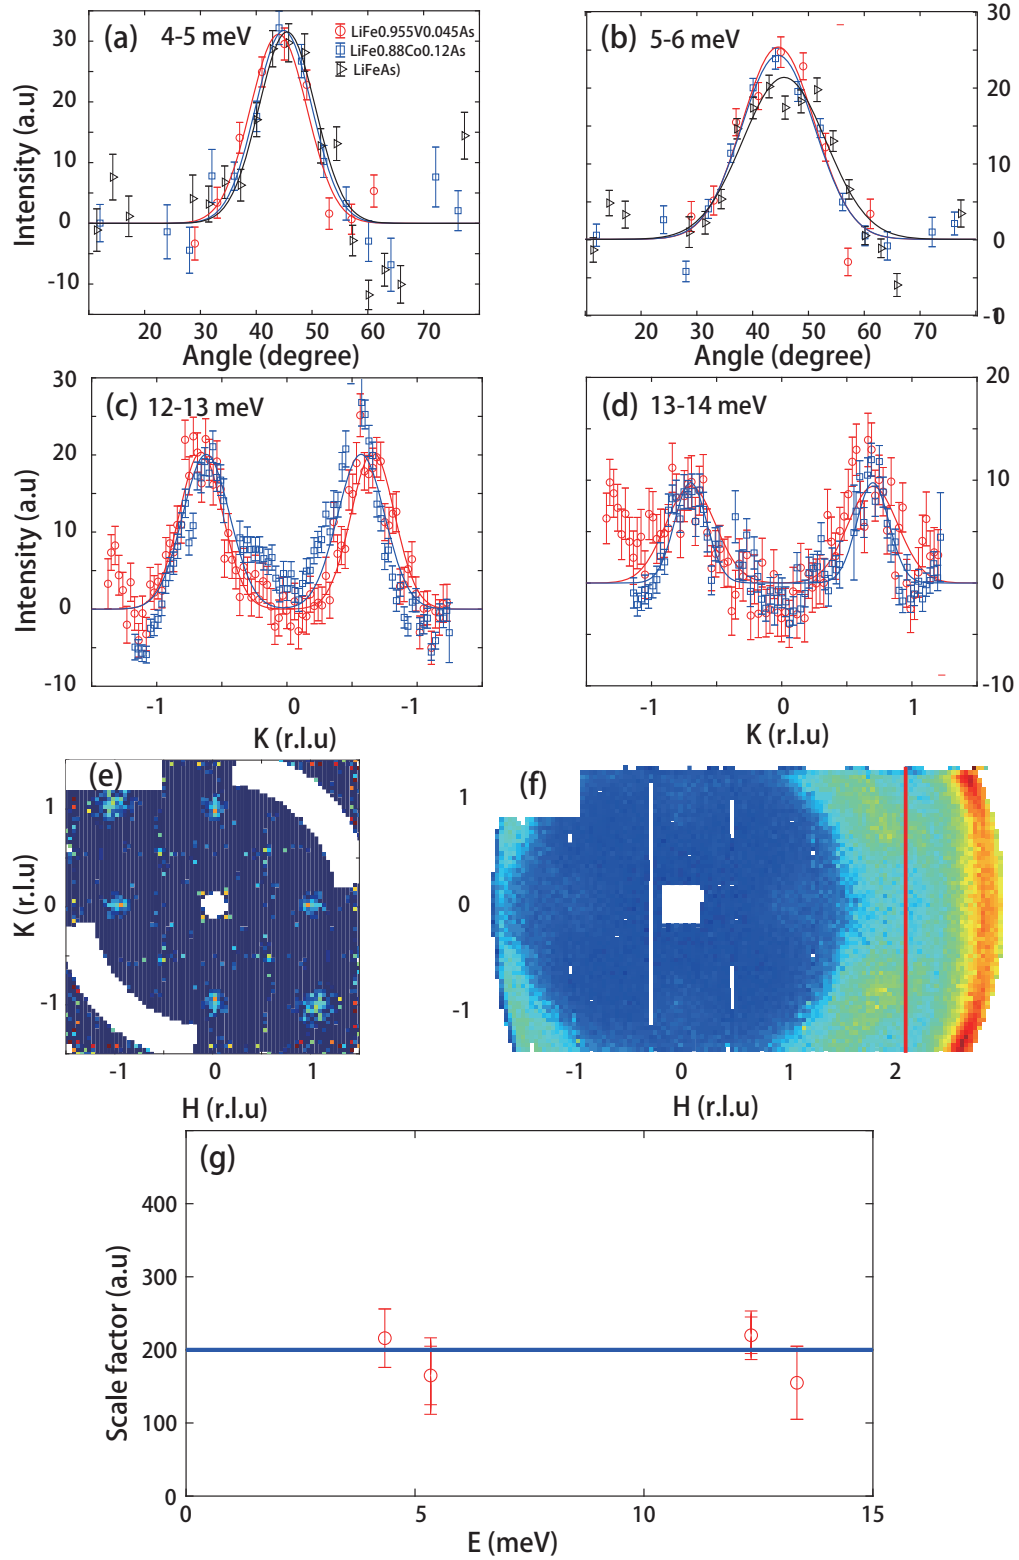 (a) 4-5 meV
LiFe0.955V0.045As
LiFe0.88Co0.12As
LiFeAs)
Intensity (a.u)
30
20
10
0
-10
20 30 40 50 60 70
Angle (degree)
(b) 5-6 meV
30
20
10
0
-10
20 30 40 50 60 70
Angle (degree)
(c) 12-13 meV
Intensity (a.u)
30
20
10
0
-10
-1 0 -1
K (r.l.u)
(d) 13-14 meV
20
10
0
-10
-1 0 1
K (r.l.u)
(e)
K (r.l.u)
1
0
-1
-1 0 1
H (r.l.u)
(f)
1
0
-1
-1 0 1 2
H (r.l.u)
(g)
Scale factor (a.u)
400
300
200
100
0
0 5 10 15
E (meV)